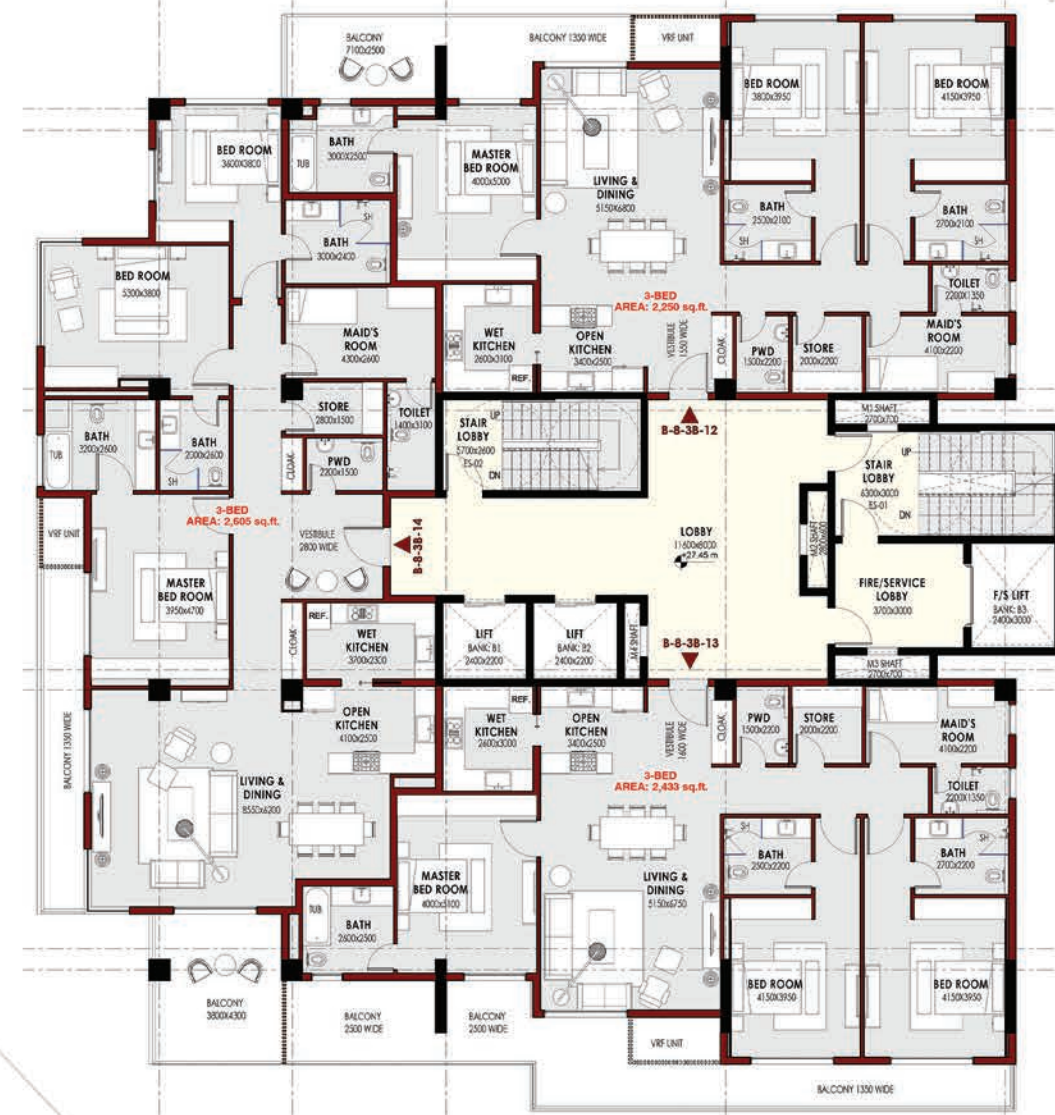 BALCONY
7100x2500
BALCONY 1350 WIDE
VRF UNIT
BED ROOM
3800x3950
BED ROOM
4150X3950
BED ROOM
3600X3800
BATH
3000X2500
TUB
MASTER
BED ROOM
4000x5000
LIVING &
DINING
5150X6800
BATH
2500x2100
SH
BATH
2700x2100
SH
SH
BATH
3000x2400
BED ROOM
5300x3800
MAID'S
ROOM
4300x2600
WET
KITCHEN
2600x3100
REF.
OPEN
KITCHEN
3400x2500
3-BED
AREA: 2,250 sq.ft.
VESTIBULE
1550 WIDE
CLOAK
PWD
1500x2200
STORE
2000x2200
TOILET
2200X1350
MAID'S
ROOM
4100x2200
STORE
2800x1500
TOILET
1400x3100
BATH
3200x2600
TUB
BATH
2000x2600
SH
CLOAK
PWD
2200x1500
STAIR
LOBBY
5700x2600
ES-02
UP
DN
B-8-3B-12
M1 SHAFT
2700x700
STAIR
LOBBY
6300x3000
ES-01
UP
DN
3-BED
AREA: 2,605 sq.ft.
VRF UNIT
VESTIBULE
2800 WIDE
B-8-3B-14
LOBBY
11600x8000
+27.45 m
M2 SHAFT
2800x600
MASTER
BED ROOM
3950x4700
FIRE/SERVICE
LOBBY
3700x3000
F/S LIFT
BANK: B3
2400x3000
CLOAK
REF.
WET
KITCHEN
3700x2300
LIFT
BANK: B1
2400x2200
LIFT
BANK: B2
2400x2200
M4 SHAFT
B-8-3B-13
M3 SHAFT
2700x700
BALCONY 1350 WIDE
OPEN
KITCHEN
4100x2500
WET
KITCHEN
2600x3000
REF.
OPEN
KITCHEN
3400x2500
VESTIBULE
1600 WIDE
CLOAK
PWD
1500x2200
STORE
2000x2200
MAID'S
ROOM
4100x2200
3-BED
AREA: 2,433 sq.ft.
TOILET
2200X1350
LIVING &
DINING
8550x6200
SH
BATH
2500x2200
BATH
2700x2200
SH
MASTER
BED ROOM
4000x5100
LIVING &
DINING
5150x6750
TUB
BATH
2600x2500
BED ROOM
4150X3950
BED ROOM
4150X3950
BALCONY
3800X4300
BALCONY
2500 WIDE
BALCONY
2500 WIDE
VRF UNIT
BALCONY 1350 WIDE